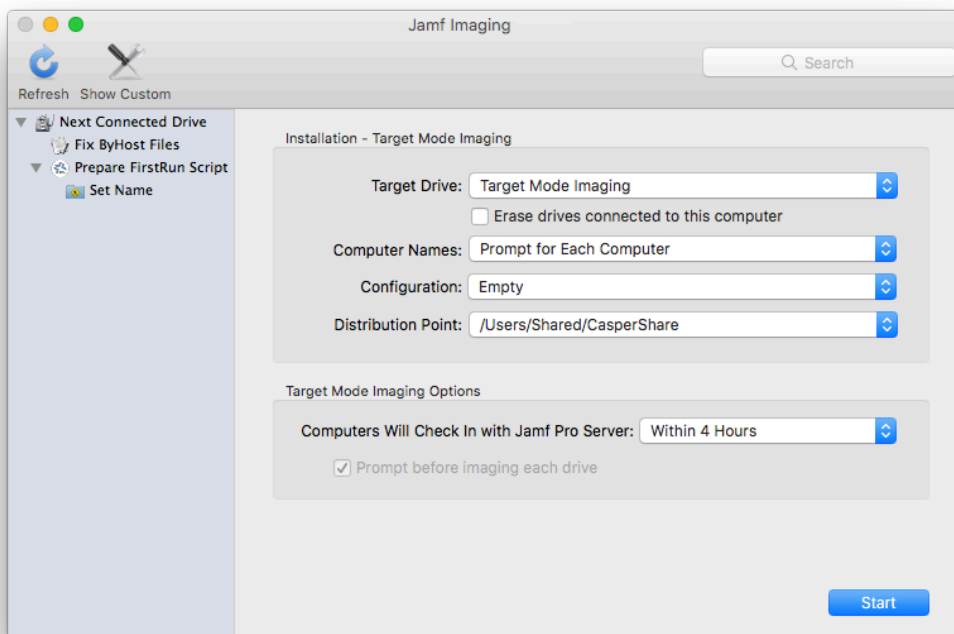 Jamf Imaging
Refresh Show Custom
Search
Next Connected Drive
Fix ByHost Files
Prepare FirstRun Script
Set Name
Installation - Target Mode Imaging
Target Drive: Target Mode Imaging
Erase drives connected to this computer
Computer Names: Prompt for Each Computer
Configuration: Empty
Distribution Point: /Users/Shared/CasperShare
Target Mode Imaging Options
Computers Will Check In with Jamf Pro Server: Within 4 Hours
Prompt before imaging each drive
Start